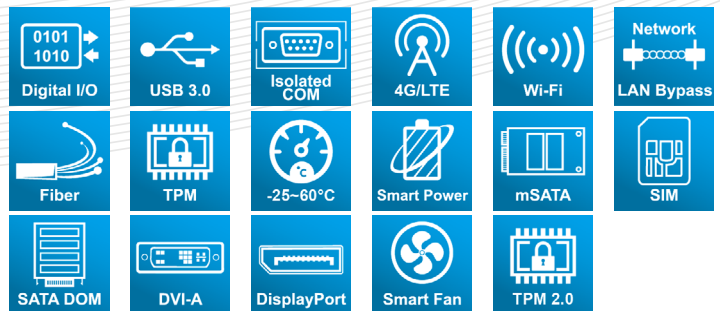 0101
1010
Digital I/O
USB 3.0
Isolated
COM
4G/LTE
Wi-Fi
Network
LAN Bypass
Fiber
TPM
°C
-25~60°C
Smart Power
mSATA
SIM
SATA DOM
DVI-A
DisplayPort
Smart Fan
TPM 2.0